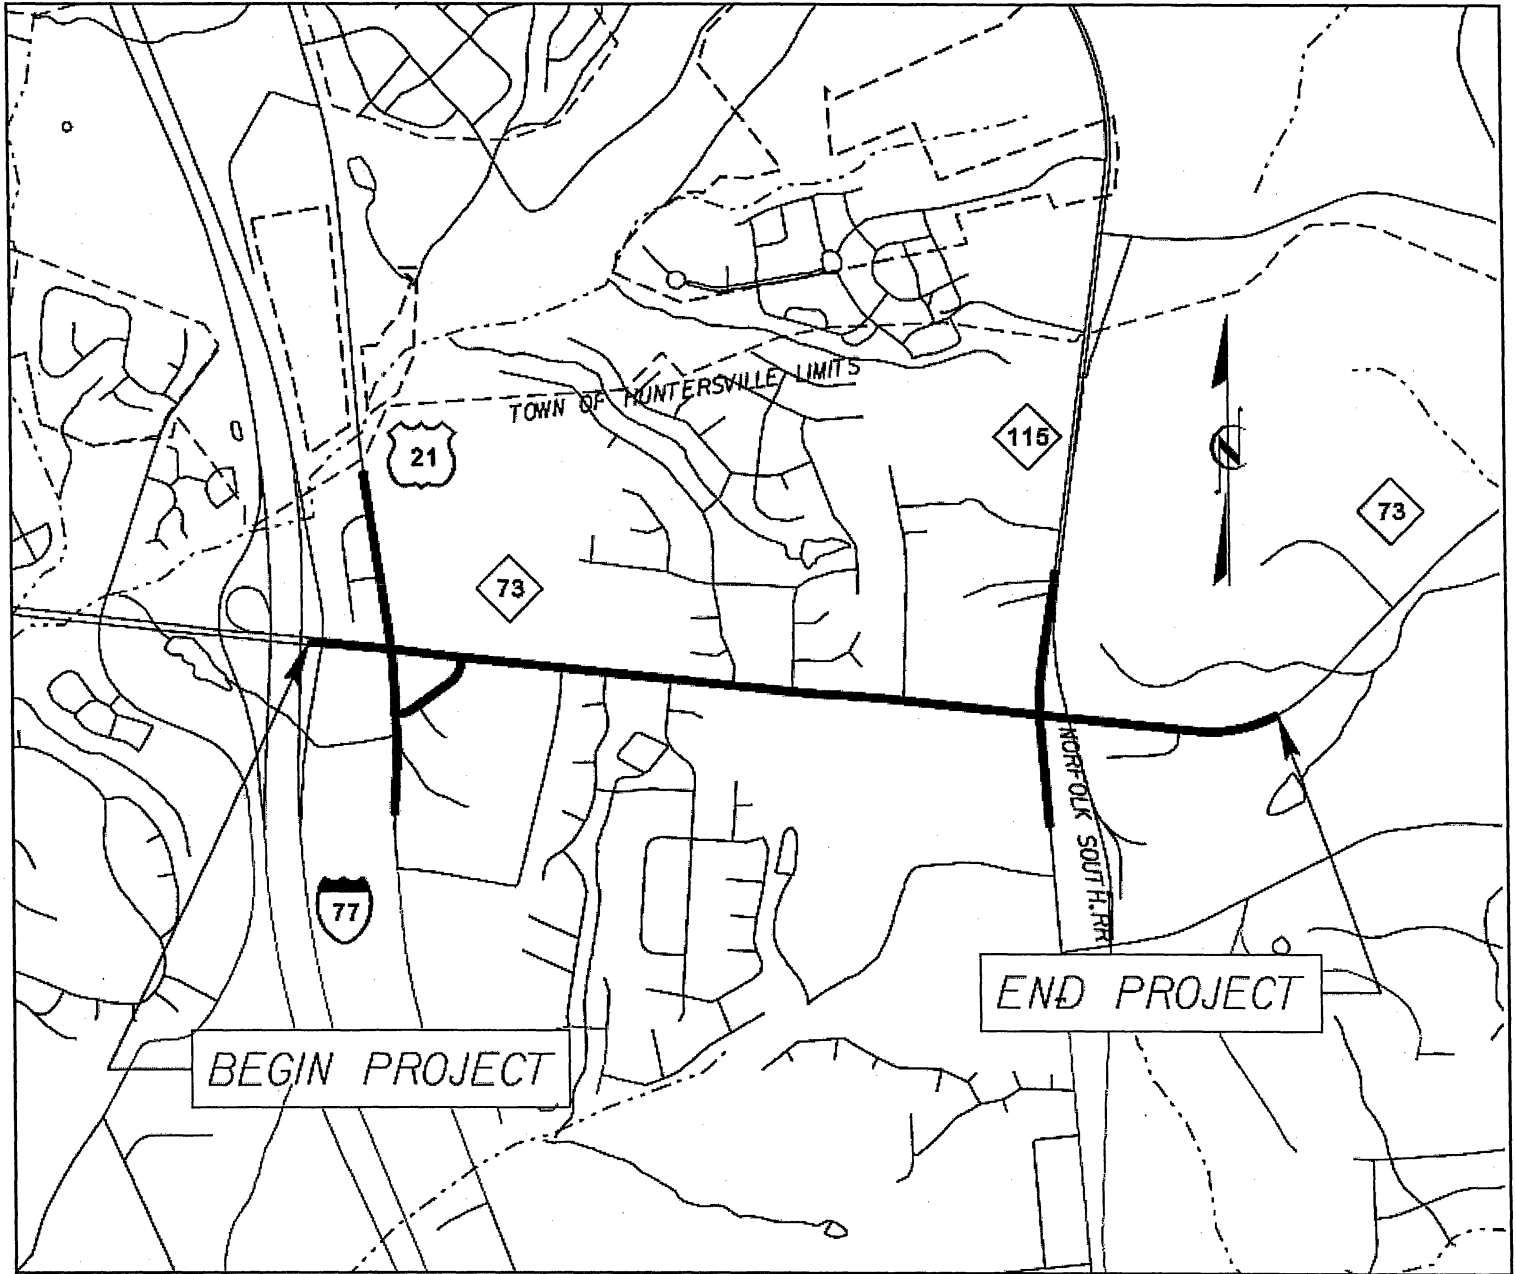 TOWN OF HUNTERSVILLE LIMITS
21
115
73
73
NORFOLK SOUTH. RR
77
END PROJECT
BEGIN PROJECT
N